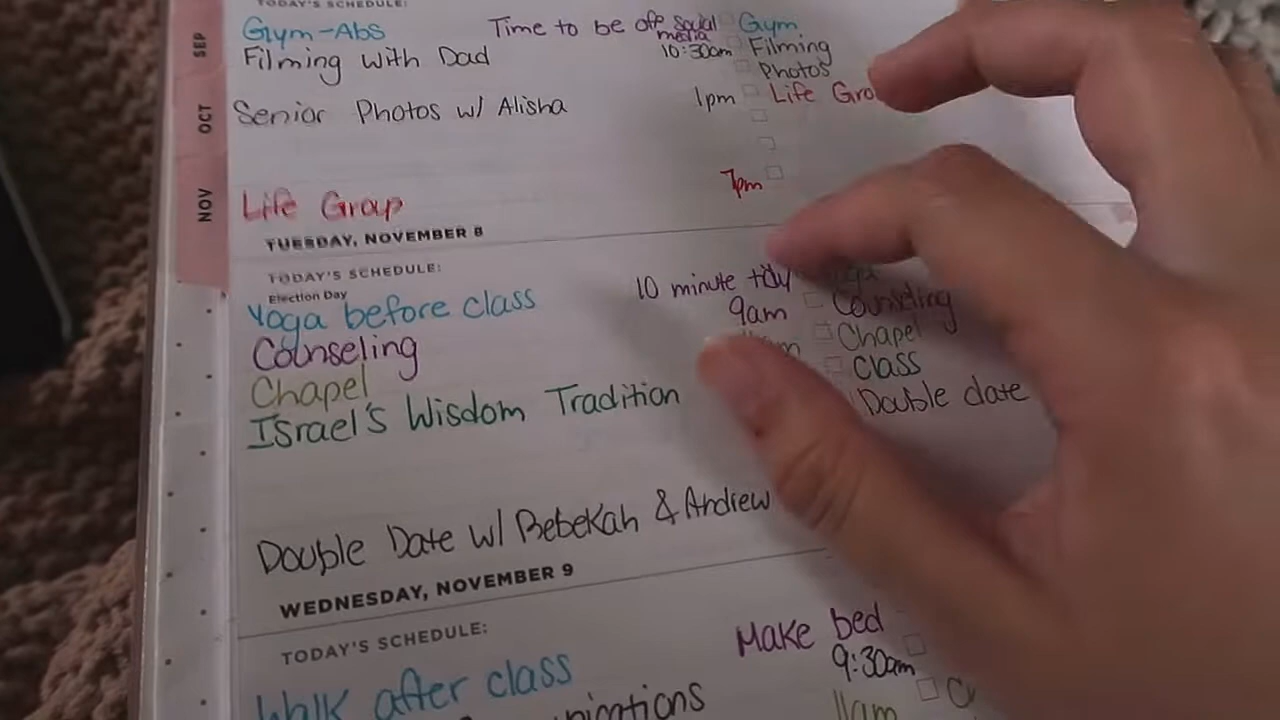 TODAY'S SCHEDULE:
SEP
OCT
NOV
Gym-Abs Time to be off social media Gym
Filming with Dad 10:30am Filming
Photos
Senior Photos w/ Alisha 1pm Life Gro
Life Group 7pm
TUESDAY, NOVEMBER 8
TODAY'S SCHEDULE:
Election Day
Yoga before class 10 minute tidy
Counseling 9am Counseling
Chapel Chapel
Israel's Wisdom Tradition Class
Double date
Double Date w/ Bebekah & Andrew
WEDNESDAY, NOVEMBER 9
TODAY'S SCHEDULE:
Make bed
Walk after class 9:30am
11am